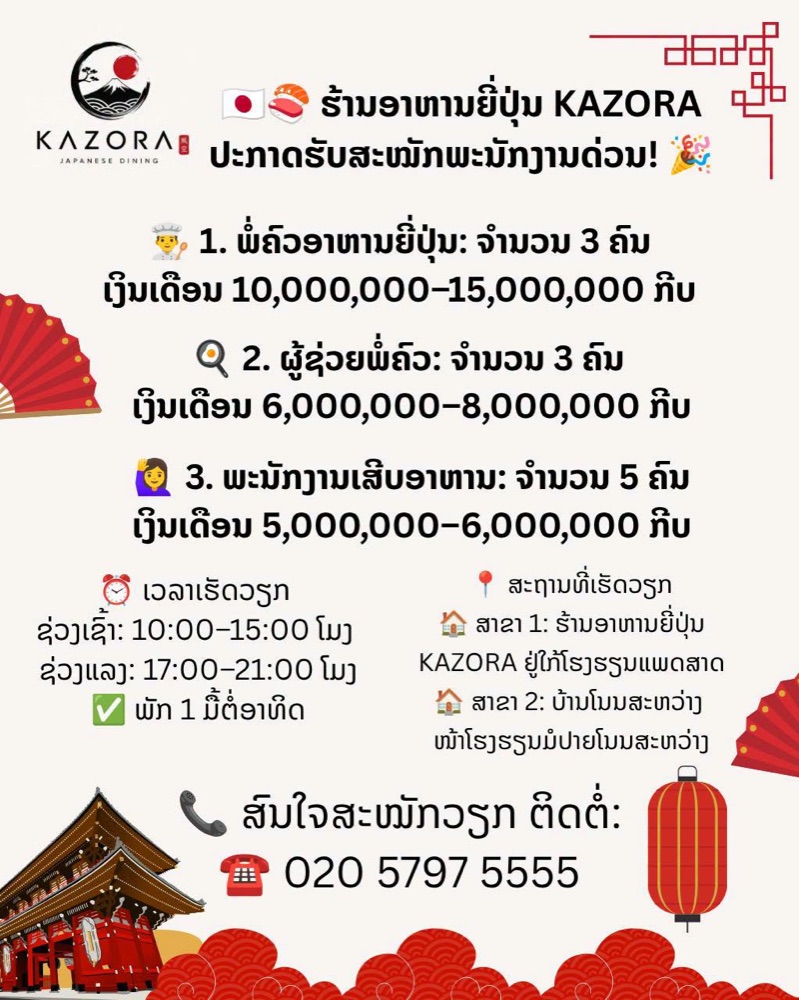 KAZORA
JAPANESE DINING
🇯🇵🍣 ຮ້ານອາຫານຍີ່ປຸ່ນ KAZORA
ປະກາດຮັບສະໝັກພະນັກງານດ່ວນ! 🎉
👨‍🍳 1. ພໍ່ຄົວອາຫານຍີ່ປຸ່ນ: ຈຳນວນ 3 ຄົນ
ເງິນເດືອນ 10,000,000–15,000,000 ກີບ
🍳 2. ຜູ້ຊ່ວຍພໍ່ຄົວ: ຈຳນວນ 3 ຄົນ
ເງິນເດືອນ 6,000,000–8,000,000 ກີບ
🙋‍♀️ 3. ພະນັກງານເສີບອາຫານ: ຈຳນວນ 5 ຄົນ
ເງິນເດືອນ 5,000,000–6,000,000 ກີບ
⏰ ເວລາເຮັດວຽກ
ຊ່ວງເຊົ້າ: 10:00–15:00 ໂມງ
ຊ່ວງແລງ: 17:00–21:00 ໂມງ
✅ ພັກ 1 ມື້ຕໍ່ອາທິດ
📍 ສະຖານທີ່ເຮັດວຽກ
🏠 ສາຂາ 1: ຮ້ານອາຫານຍີ່ປຸ່ນ
KAZORA ຢູ່ໃກ້ໂຮງຮຽນແພດສາດ
🏠 ສາຂາ 2: ບ້ານໂນນສະຫວ່າງ
ໜ້າໂຮງຮຽນມໍປາຍໂນນສະຫວ່າງ
📞 ສົນໃຈສະໝັກວຽກ ຕິດຕໍ່:
☎️ 020 5797 5555